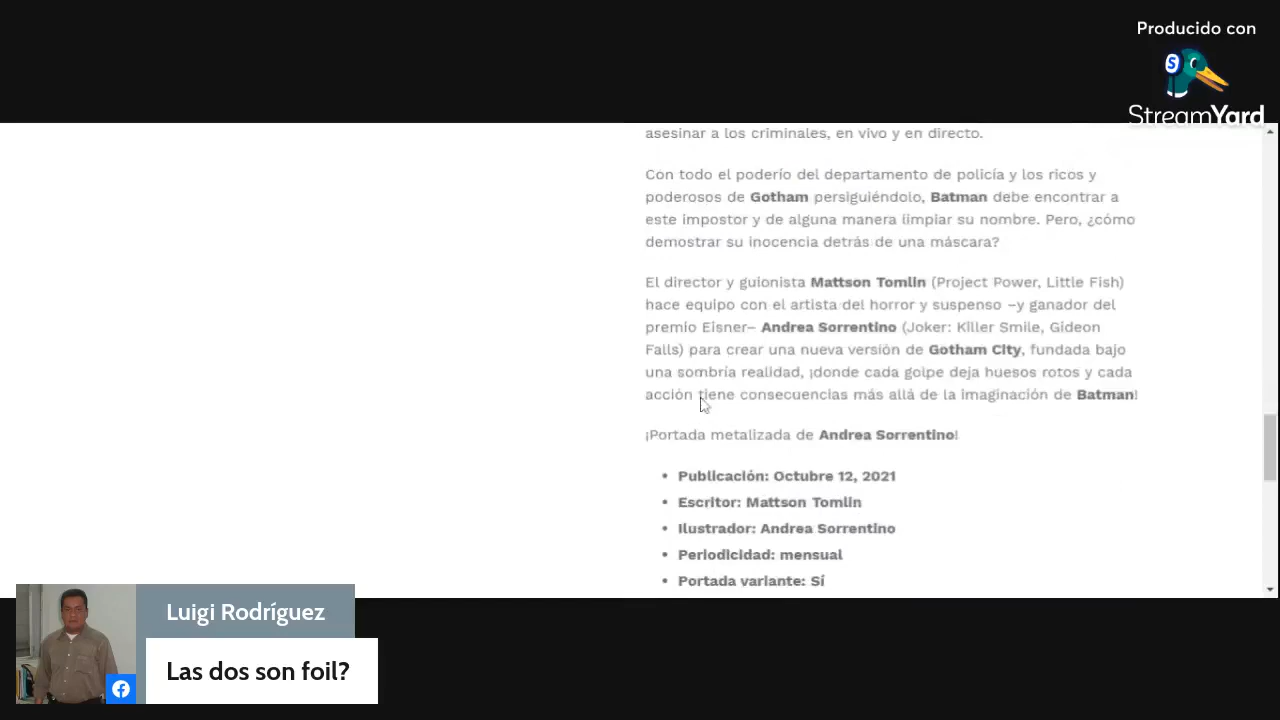 Producido con
StreamYard
asesinar a los criminales, en vivo y en directo.
Con todo el poderío del departamento de policía y los ricos y
poderosos de Gotham persiguiéndolo, Batman debe encontrar a
este impostor y de alguna manera limpiar su nombre. Pero, ¿cómo
demostrar su inocencia detrás de una máscara?
El director y guionista Mattson Tomlin (Project Power, Little Fish)
hace equipo con el artista del horror y suspenso –y ganador del
premio Eisner– Andrea Sorrentino (Joker: Killer Smile, Gideon
Falls) para crear una nueva versión de Gotham City, fundada bajo
una sombría realidad, ¡donde cada golpe deja huesos rotos y cada
acción tiene consecuencias más allá de la imaginación de Batman!
¡Portada metalizada de Andrea Sorrentino!
• Publicación: Octubre 12, 2021
• Escritor: Mattson Tomlin
• Ilustrador: Andrea Sorrentino
• Periodicidad: mensual
• Portada variante: Sí
Luigi Rodríguez
Las dos son foil?